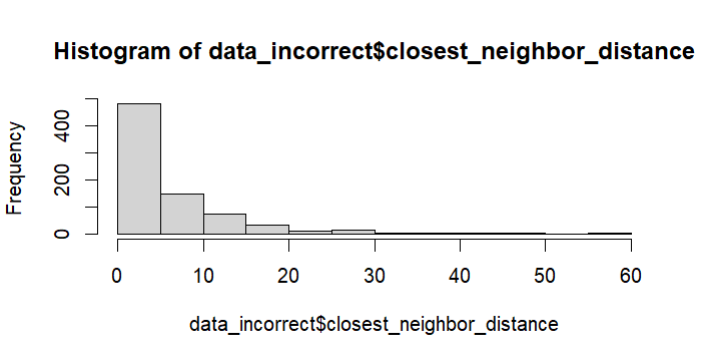 Histogram of data_incorrect$closest_neighbor_distance
Frequency
400
200
0
0 10 20 30 40 50 60
data_incorrect$closest_neighbor_distance